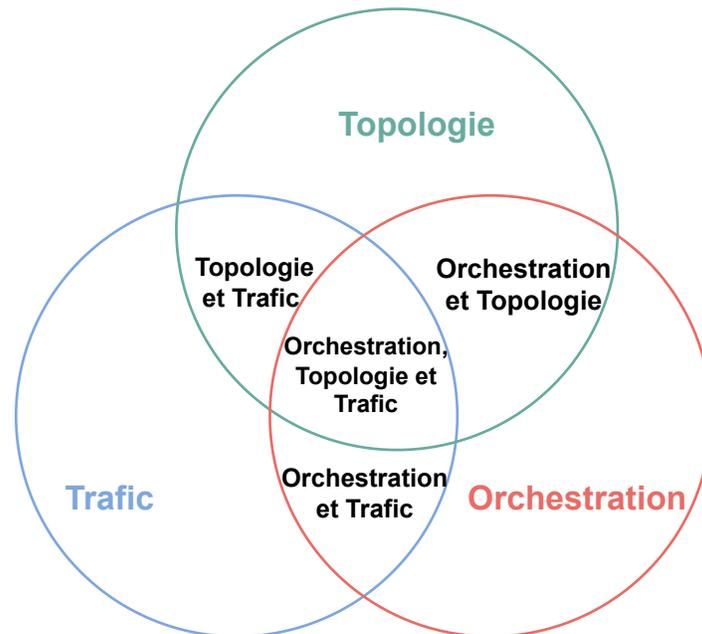 Topologie
Topologie
et Trafic
Orchestration
et Topologie
Orchestration,
Topologie et
Trafic
Orchestration
et Trafic
Trafic
Orchestration